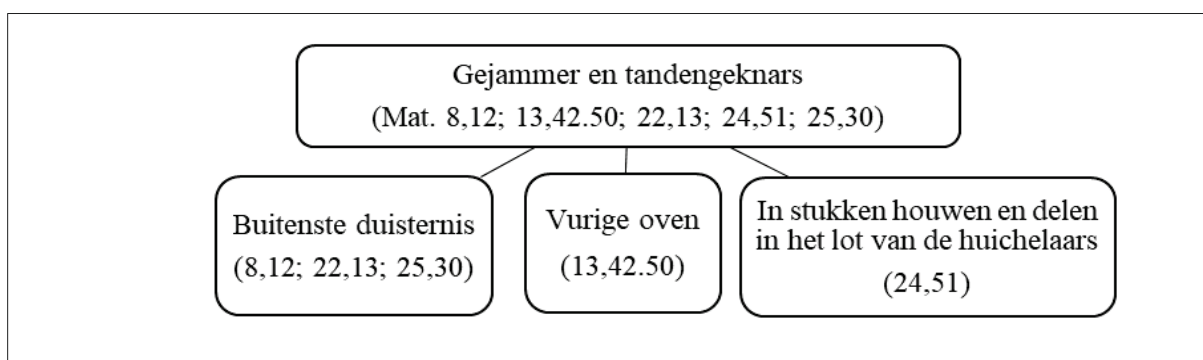 Gejammer en tandengeknars
(Mat. 8,12; 13,42.50; 22,13; 24,51; 25,30)
Buitenste duisternis
(8,12; 22,13; 25,30)
Vurige oven
(13,42.50)
In stukken houwen en delen
in het lot van de huichelaars
(24,51)